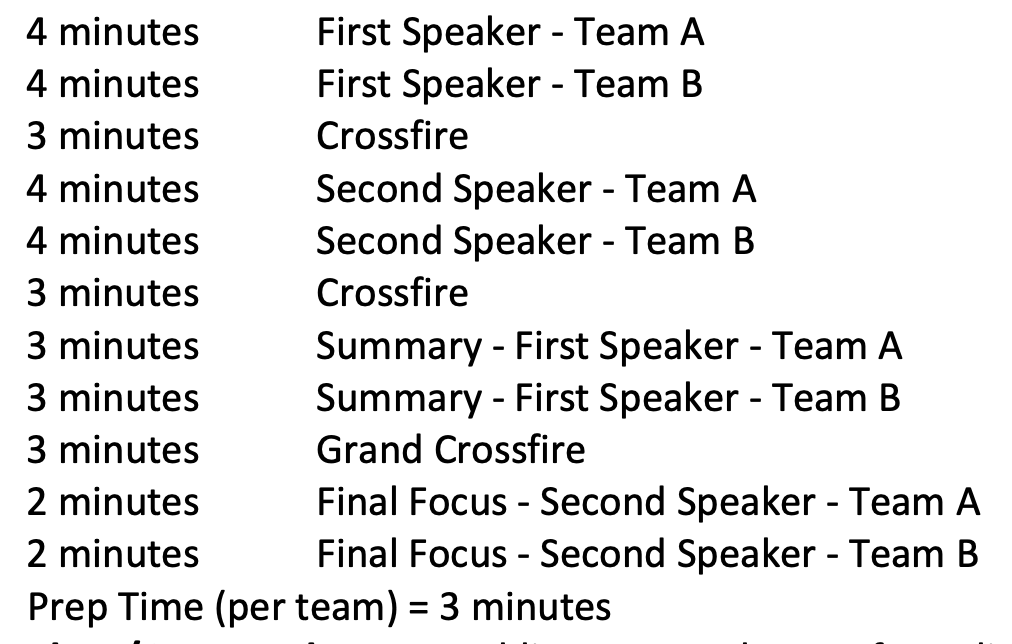 4 minutes First Speaker - Team A
4 minutes First Speaker - Team B
3 minutes Crossfire
4 minutes Second Speaker - Team A
4 minutes Second Speaker - Team B
3 minutes Crossfire
3 minutes Summary - First Speaker - Team A
3 minutes Summary - First Speaker - Team B
3 minutes Grand Crossfire
2 minutes Final Focus - Second Speaker - Team A
2 minutes Final Focus - Second Speaker - Team B
Prep Time (per team) = 3 minutes